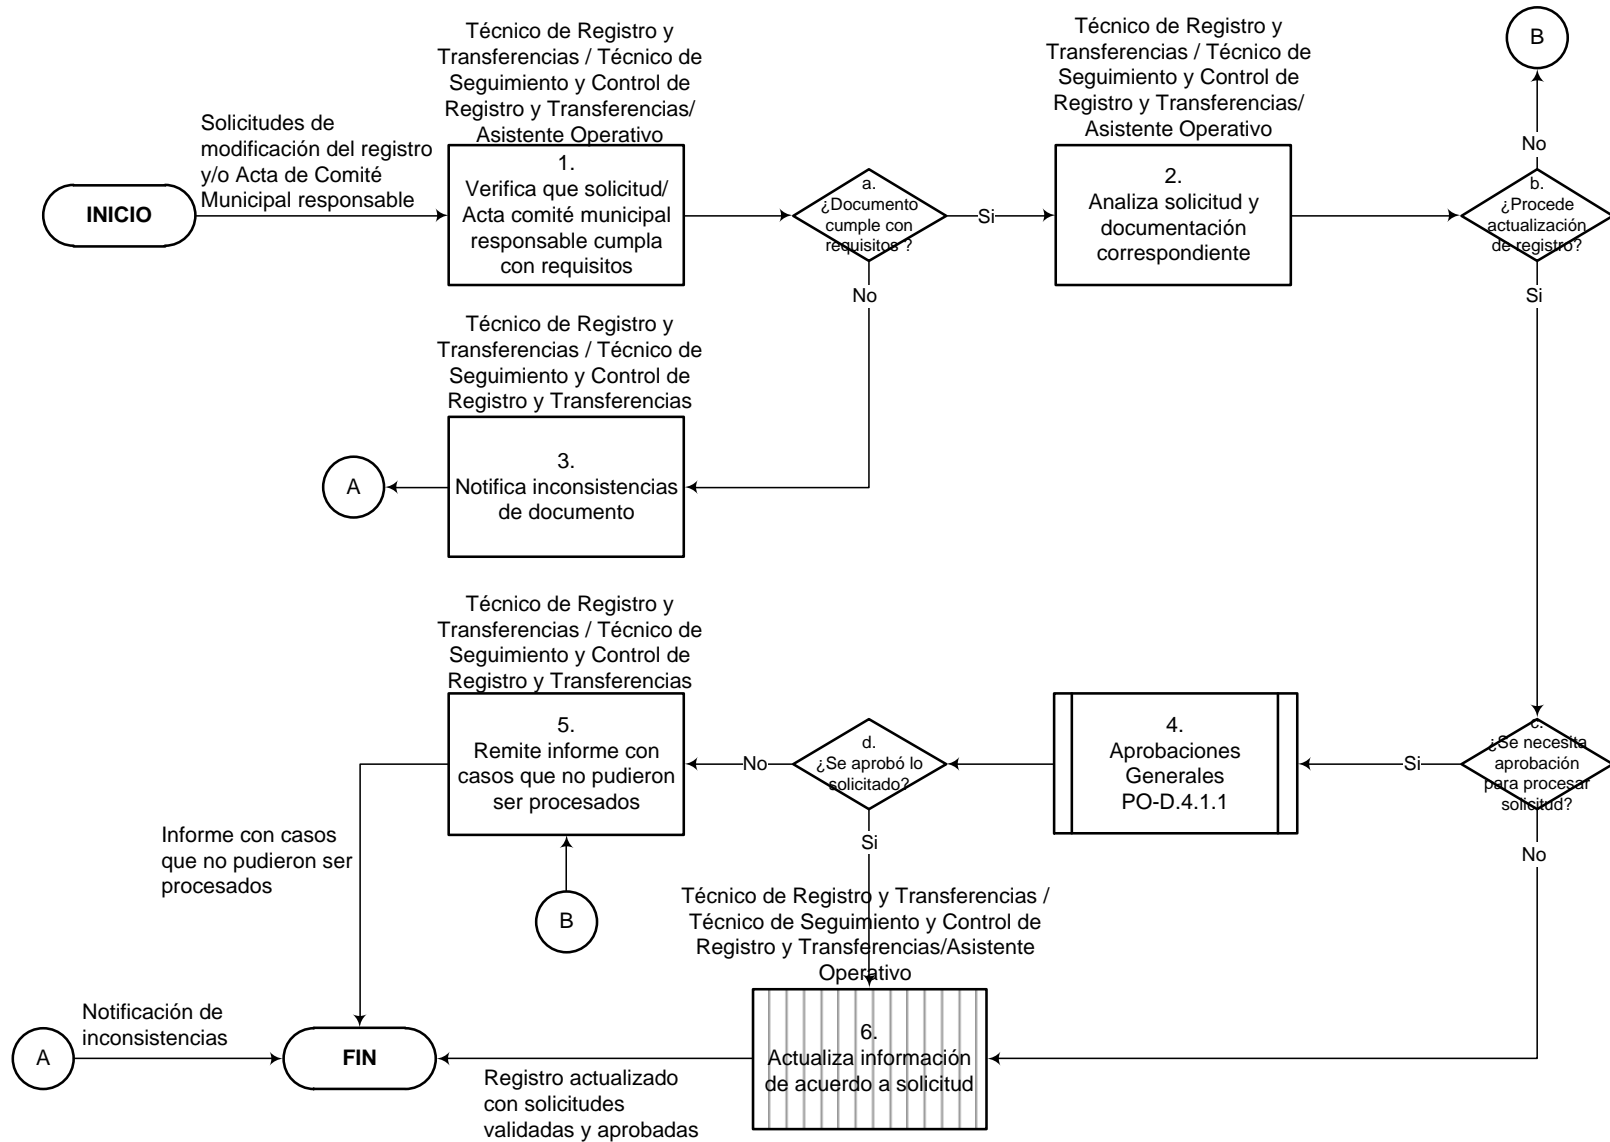 Técnico de Registro y
Transferencias / Técnico de
Seguimiento y Control de
Registro y Transferencias/
Asistente Operativo
Técnico de Registro y
Transferencias / Técnico de
Seguimiento y Control de
Registro y Transferencias/
Asistente Operativo
B
No
Solicitudes de
modificación del registro
y/o Acta de Comité
Municipal responsable
INICIO
1.
Verifica que solicitud/
Acta comité municipal
responsable cumpla
con requisitos
a.
¿Documento
cumple con
requisitos ?
Si
2.
Analiza solicitud y
documentación
correspondiente
b.
¿Procede
actualización
de registro?
No
Si
Técnico de Registro y
Transferencias / Técnico de
Seguimiento y Control de
Registro y Transferencias
3.
Notifica inconsistencias
de documento
A
Técnico de Registro y
Transferencias / Técnico de
Seguimiento y Control de
Registro y Transferencias
5.
Remite informe con
casos que no pudieron
ser procesados
No
d.
¿Se aprobó lo
solicitado?
4.
Aprobaciones
Generales
PO-D.4.1.1
Si
c.
¿Se necesita
aprobación
para procesar
solicitud?
Si
No
Informe con casos
que no pudieron ser
procesados
B
Técnico de Registro y Transferencias /
Técnico de Seguimiento y Control de
Registro y Transferencias/Asistente
Operativo
Notificación de
inconsistencias
A
FIN
6.
Actualiza información
de acuerdo a solicitud
Registro actualizado
con solicitudes
validadas y aprobadas